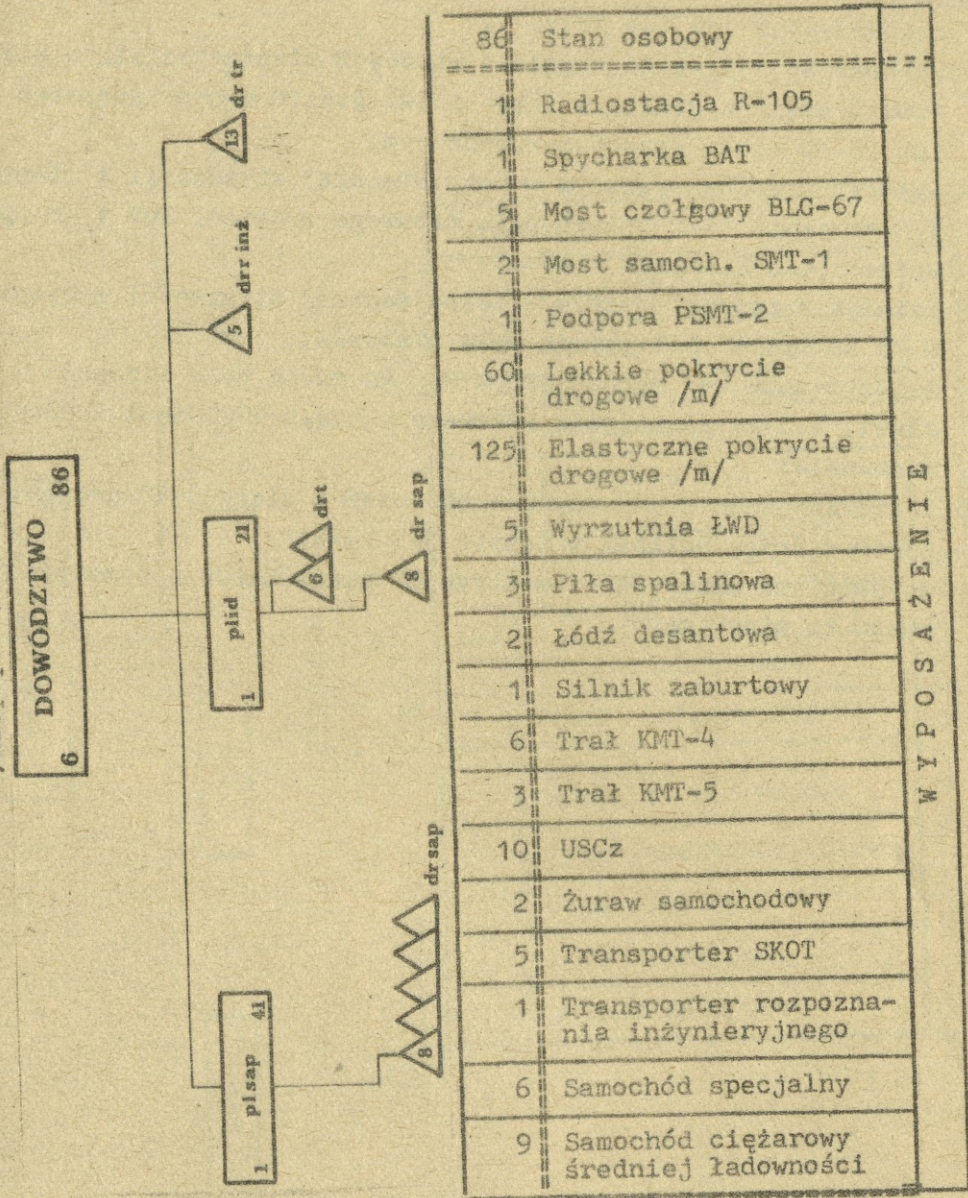 DOWÓDZTWO
6 86
plsap
1 41
8 dr sap
plid
1 21
6 drt
8 dr sap
5 drr inż
13 dr tr
86 Stan osobowy
1 Radiostacja R-105
1 Spycharka BAT
5 Most czołgowy BLG-67
2 Most samoch. SMT-1
1 Podpora PSMT-2
60 Lekkie pokrycie
drogowe /m/
125 Elastyczne pokrycie
drogowe /m/
5 Wyrzutnia ŁWD
3 Piła spalinowa
2 Łódź desantowa
1 Silnik zaburtowy
6 Trał KMT-4
3 Trał KMT-5
10 USCz
2 Żuraw samochodowy
5 Transporter SKOT
1 Transporter rozpozna-
nia inżynieryjnego
6 Samochód specjalny
9 Samochód ciężarowy
średniej ładowności
WYPOSAŻENIE